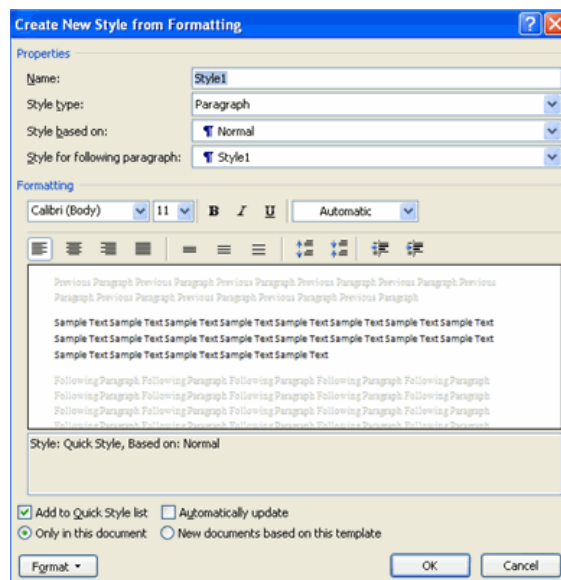 Create New Style from Formatting
Properties
Name: Style1
Style type: Paragraph
Style based on: ¶ Normal
Style for following paragraph: ¶ Style1
Formatting
Calibri (Body) 11 B I U Automatic
Previous Paragraph Previous Paragraph Previous Paragraph Previous Paragraph Previous
Paragraph Previous Paragraph Previous Paragraph Previous Paragraph Previous Paragraph
Sample Text Sample Text Sample Text Sample Text Sample Text Sample Text Sample Text Sample Text
Sample Text Sample Text Sample Text Sample Text Sample Text Sample Text Sample Text Sample Text
Sample Text Sample Text Sample Text Sample Text Sample Text
Following Paragraph Following Paragraph Following Paragraph Following Paragraph Following Paragraph
Following Paragraph Following Paragraph Following Paragraph Following Paragraph Following Paragraph
Following Paragraph Following Paragraph Following Paragraph Following Paragraph Following Paragraph
Following Paragraph Following Paragraph Following Paragraph Following Paragraph Following Paragraph
Style: Quick Style, Based on: Normal
Add to Quick Style list Automatically update
Only in this document New documents based on this template
Format OK Cancel